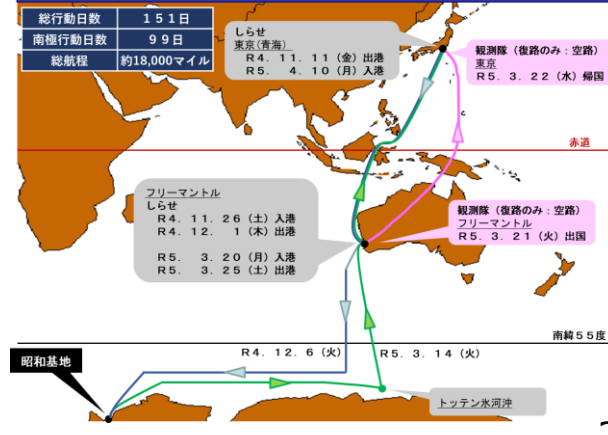 総行動日数 151日
南極行動日数 99日
総航程 約18,000マイル
しらせ
東京(青海)
R4.11.11(金)出港
R5. 4.10(月)入港
観測隊(復路のみ:空路)
東京
R5.3.22(水)帰国
赤道
フリーマントル
しらせ
R4.11.26(土)入港
R4.12. 1(木)出港
R5. 3.20(月)入港
R5. 3.25(土)出港
観測隊(復路のみ:空路)
フリーマントル
R5.3.21(火)出国
南緯55度
R4.12.6(火)
R5.3.14(火)
昭和基地
トッテン氷河沖